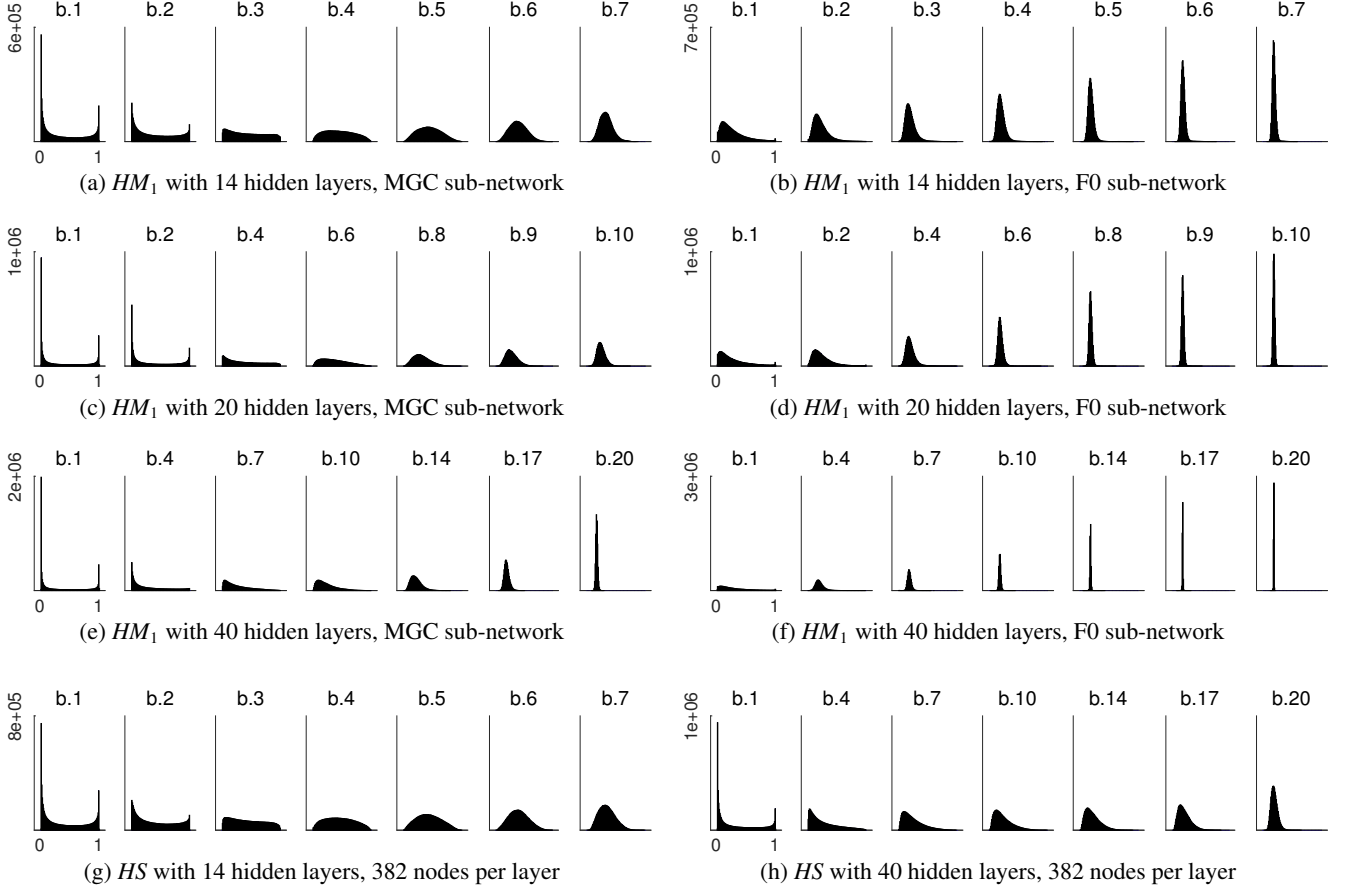 b.1 b.2 b.3 b.4 b.5 b.6 b.7
6e+05
0 1
(a) HM1 with 14 hidden layers, MGC sub-network
b.1 b.2 b.3 b.4 b.5 b.6 b.7
7e+05
0 1
(b) HM1 with 14 hidden layers, F0 sub-network
b.1 b.2 b.4 b.6 b.8 b.9 b.10
1e+06
0 1
(c) HM1 with 20 hidden layers, MGC sub-network
b.1 b.2 b.4 b.6 b.8 b.9 b.10
1e+06
0 1
(d) HM1 with 20 hidden layers, F0 sub-network
b.1 b.4 b.7 b.10 b.14 b.17 b.20
2e+06
0 1
(e) HM1 with 40 hidden layers, MGC sub-network
b.1 b.4 b.7 b.10 b.14 b.17 b.20
3e+06
0 1
(f) HM1 with 40 hidden layers, F0 sub-network
b.1 b.2 b.3 b.4 b.5 b.6 b.7
8e+05
0 1
(g) HS with 14 hidden layers, 382 nodes per layer
b.1 b.4 b.7 b.10 b.14 b.17 b.20
1e+06
0 1
(h) HS with 40 hidden layers, 382 nodes per layer